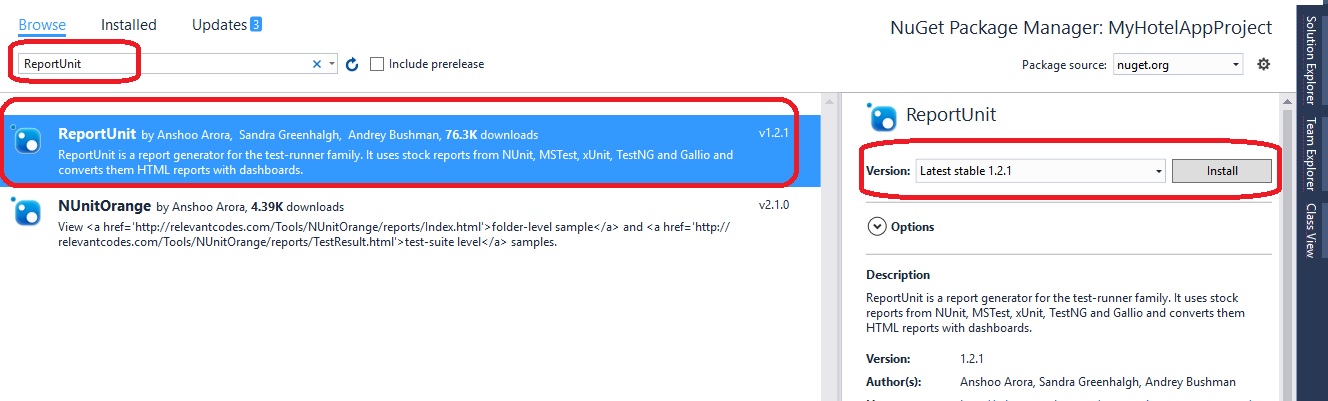 Browse Installed Updates 3
NuGet Package Manager: MyHotelAppProject
ReportUnit
Include prerelease
Package source: nuget.org
ReportUnit by Anshoo Arora, Sandra Greenhalgh, Andrey Bushman, 76.3K downloads v1.2.1
ReportUnit is a report generator for the test-runner family. It uses stock reports from NUnit, MSTest, xUnit, TestNG and Gallio and
converts them HTML reports with dashboards.
NUnitOrange by Anshoo Arora, 4.39K downloads v2.1.0
View <a href='http://relevantcodes.com/Tools/NUnitOrange/reports/Index.html'>folder-level sample</a> and <a href='http://
relevantcodes.com/Tools/NUnitOrange/reports/TestResult.html'>test-suite level</a> samples.
ReportUnit
Version: Latest stable 1.2.1 Install
Options
Description
ReportUnit is a report generator for the test-runner family. It uses stock
reports from NUnit, MSTest, xUnit, TestNG and Gallio and converts them
HTML reports with dashboards.
Version: 1.2.1
Author(s): Anshoo Arora, Sandra Greenhalgh, Andrey Bushman
Solution Explorer
Team Explorer
Class View